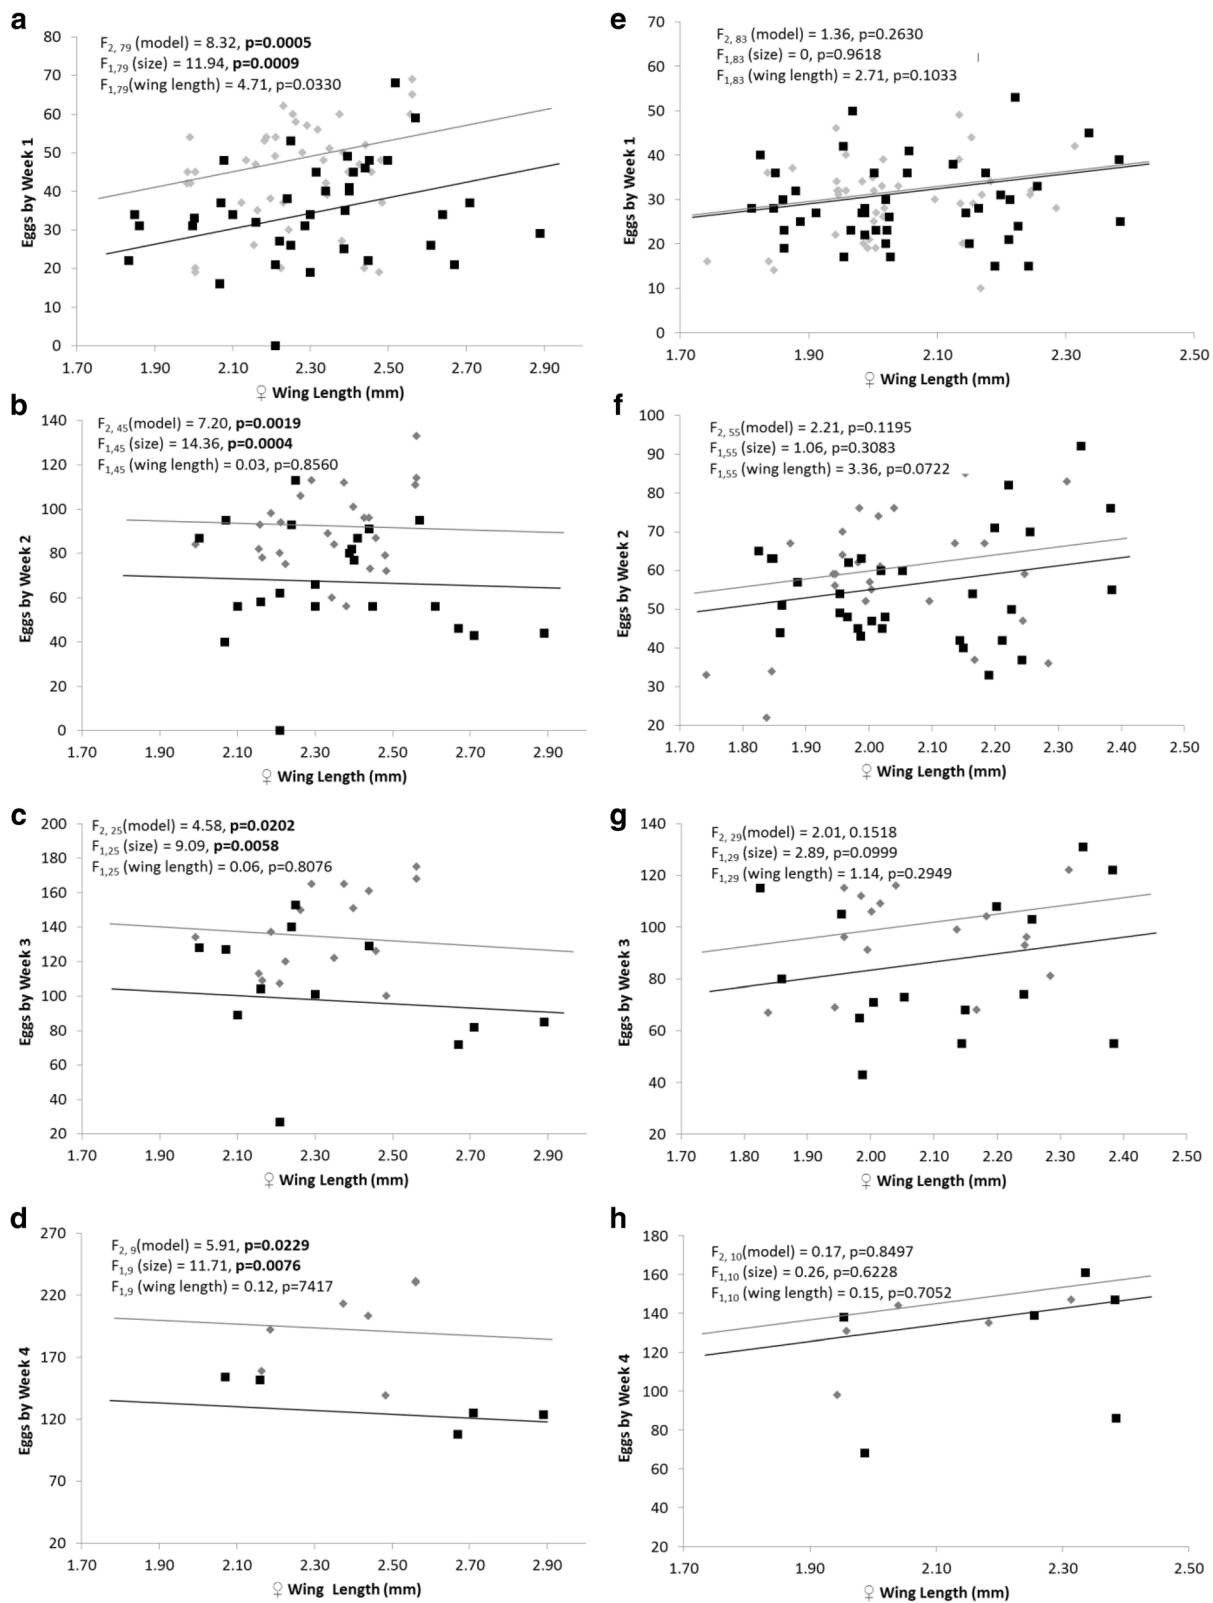 a
F2, 79 (model) = 8.32, p=0.0005
F1,79 (size) = 11.94, p=0.0009
F1,79(wing length) = 4.71, p=0.0330
80
70
60
50
40
30
20
10
0
Eggs by Week 1
1.70 1.90 2.10 2.30 2.50 2.70 2.90
♀ Wing Length (mm)
b
F2, 45(model) = 7.20, p=0.0019
F1,45 (size) = 14.36, p=0.0004
F1,45 (wing length) = 0.03, p=0.8560
140
120
100
80
60
40
20
0
Eggs by Week 2
1.70 1.90 2.10 2.30 2.50 2.70 2.90
♀ Wing Length (mm)
c
F2, 25(model) = 4.58, p=0.0202
F1,25 (size) = 9.09, p=0.0058
F1,25 (wing length) = 0.06, p=0.8076
200
180
160
140
120
100
80
60
40
20
Eggs by Week 3
1.70 1.90 2.10 2.30 2.50 2.70 2.90
♀ Wing Length (mm)
d
F2, 9(model) = 5.91, p=0.0229
F1,9 (size) = 11.71, p=0.0076
F1,9 (wing length) = 0.12, p=7417
270
220
170
120
70
20
Eggs by Week 4
1.70 1.90 2.10 2.30 2.50 2.70 2.90
♀ Wing Length (mm)
e
F2, 83 (model) = 1.36, p=0.2630
F1,83 (size) = 0, p=0.9618
F1,83 (wing length) = 2.71, p=0.1033
70
60
50
40
30
20
10
0
Eggs by Week 1
1.70 1.90 2.10 2.30 2.50
♀ Wing Length (mm)
f
F2, 55(model) = 2.21, p=0.1195
F1,55 (size) = 1.06, p=0.3083
F1,55 (wing length) = 3.36, p=0.0722
100
90
80
70
60
50
40
30
20
Eggs by Week 2
1.70 1.80 1.90 2.00 2.10 2.20 2.30 2.40 2.50
♀ Wing Length (mm)
g
F2, 29(model) = 2.01, 0.1518
F1,29 (size) = 2.89, p=0.0999
F1,29 (wing length) = 1.14, p=0.2949
140
120
100
80
60
40
20
Eggs by Week 3
1.70 1.80 1.90 2.00 2.10 2.20 2.30 2.40 2.50
♀ Wing Length (mm)
h
F2, 10(model) = 0.17, p=0.8497
F1,10 (size) = 0.26, p=0.6228
F1,10 (wing length) = 0.15, p=0.7052
180
160
140
120
100
80
60
40
20
Eggs by Week 4
1.70 1.90 2.10 2.30 2.50
♀ Wing Length (mm)